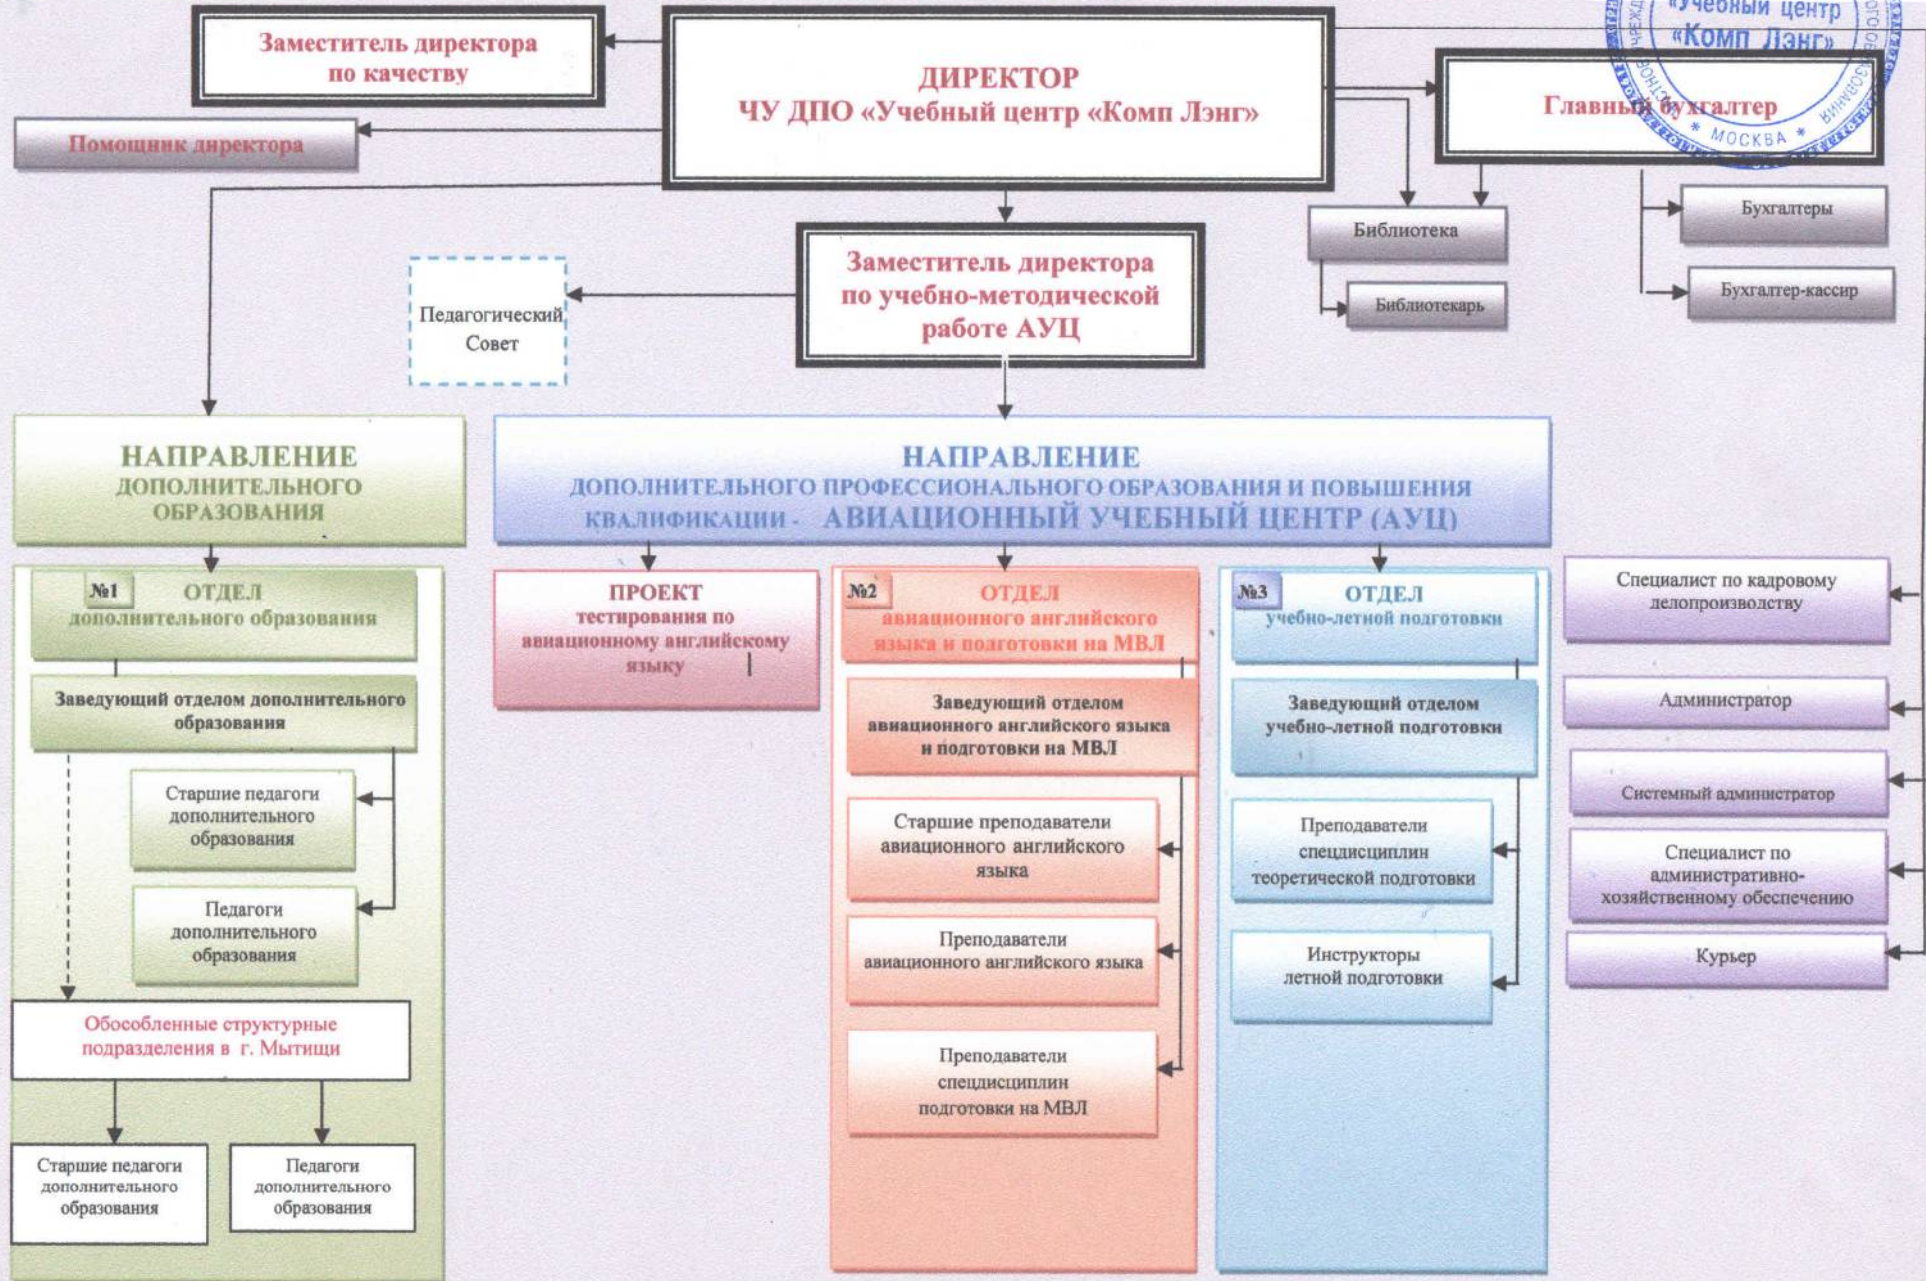 «Учебный центр
«Комп Лэнг»
* МОСКВА *
Заместитель директора
по качеству
ДИРЕКТОР
ЧУ ДПО «Учебный центр «Комп Лэнг»
Главный бухгалтер
Помощник директора
Библиотека
Библиотекарь
Бухгалтеры
Бухгалтер-кассир
Заместитель директора
по учебно-методической
работе АУЦ
Педагогический
Совет
НАПРАВЛЕНИЕ
ДОПОЛНИТЕЛЬНОГО
ОБРАЗОВАНИЯ
НАПРАВЛЕНИЕ
ДОПОЛНИТЕЛЬНОГО ПРОФЕССИОНАЛЬНОГО ОБРАЗОВАНИЯ И ПОВЫШЕНИЯ
КВАЛИФИКАЦИИ - АВИАЦИОННЫЙ УЧЕБНЫЙ ЦЕНТР (АУЦ)
№1 ОТДЕЛ
дополнительного образования
Заведующий отделом дополнительного
образования
Старшие педагоги
дополнительного
образования
Педагоги
дополнительного
образования
Обособленные структурные
подразделения в г. Мытищи
Старшие педагоги
дополнительного
образования
Педагоги
дополнительного
образования
ПРОЕКТ
тестирования по
авиационному английскому
языку
№2 ОТДЕЛ
авиационного английского
языка и подготовки на МВЛ
Заведующий отделом
авиационного английского языка
и подготовки на МВЛ
Старшие преподаватели
авиационного английского
языка
Преподаватели
авиационного английского языка
Преподаватели
спецдисциплин
подготовки на МВЛ
№3 ОТДЕЛ
учебно-летной подготовки
Заведующий отделом
учебно-летной подготовки
Преподаватели
спецдисциплин
теоретической подготовки
Инструкторы
летной подготовки
Специалист по кадровому
делопроизводству
Администратор
Системный администратор
Специалист по
административно-
хозяйственному обеспечению
Курьер